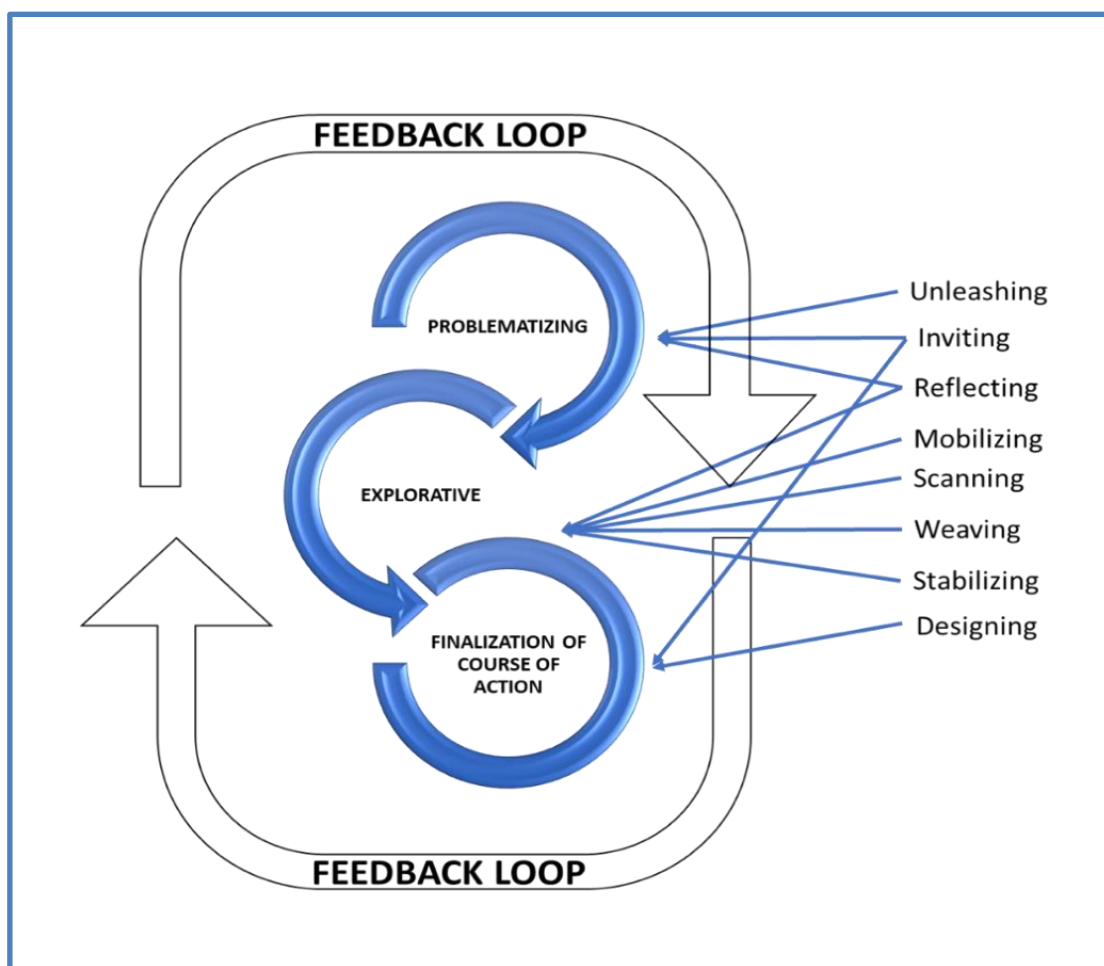 FEEDBACK LOOP
PROBLEMATIZING
EXPLORATIVE
FINALIZATION OF
COURSE OF
ACTION
Unleashing
Inviting
Reflecting
Mobilizing
Scanning
Weaving
Stabilizing
Designing
FEEDBACK LOOP